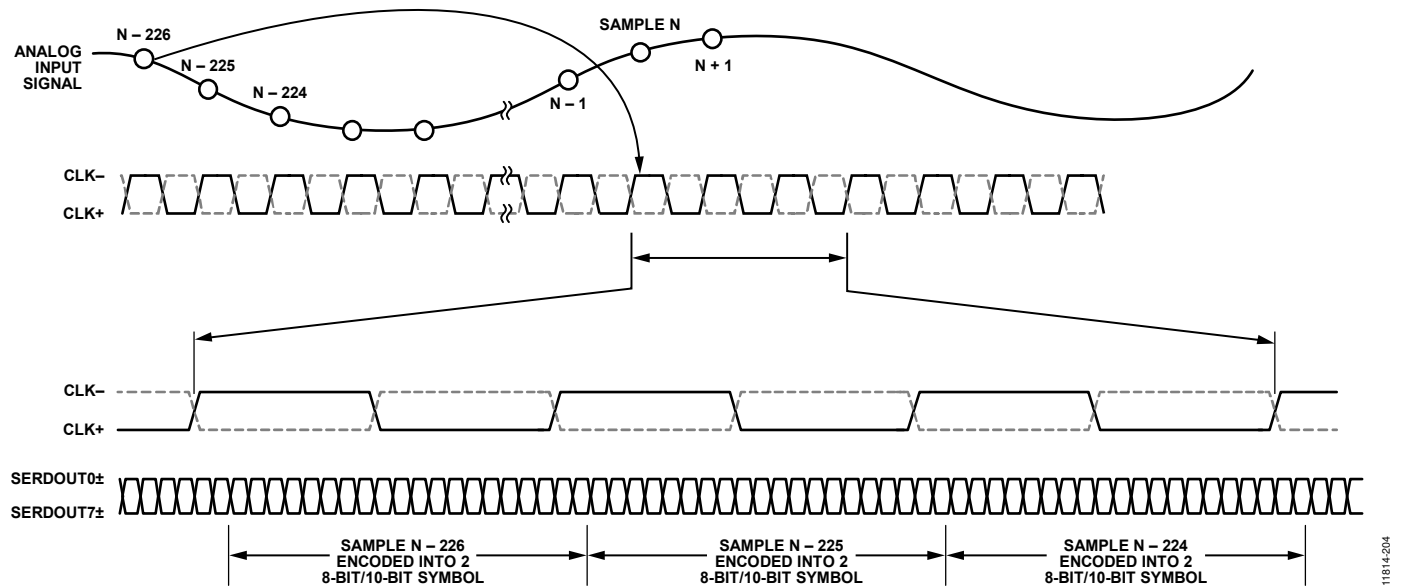 N – 226
ANALOG
INPUT
SIGNAL
N – 225
N – 224
N – 1
SAMPLE N
N + 1
CLK–
CLK+
CLK–
CLK+
SERDOUT0±
SERDOUT7±
SAMPLE N – 226
ENCODED INTO 2
8-BIT/10-BIT SYMBOL
SAMPLE N – 225
ENCODED INTO 2
8-BIT/10-BIT SYMBOL
SAMPLE N – 224
ENCODED INTO 2
8-BIT/10-BIT SYMBOL
11814-204